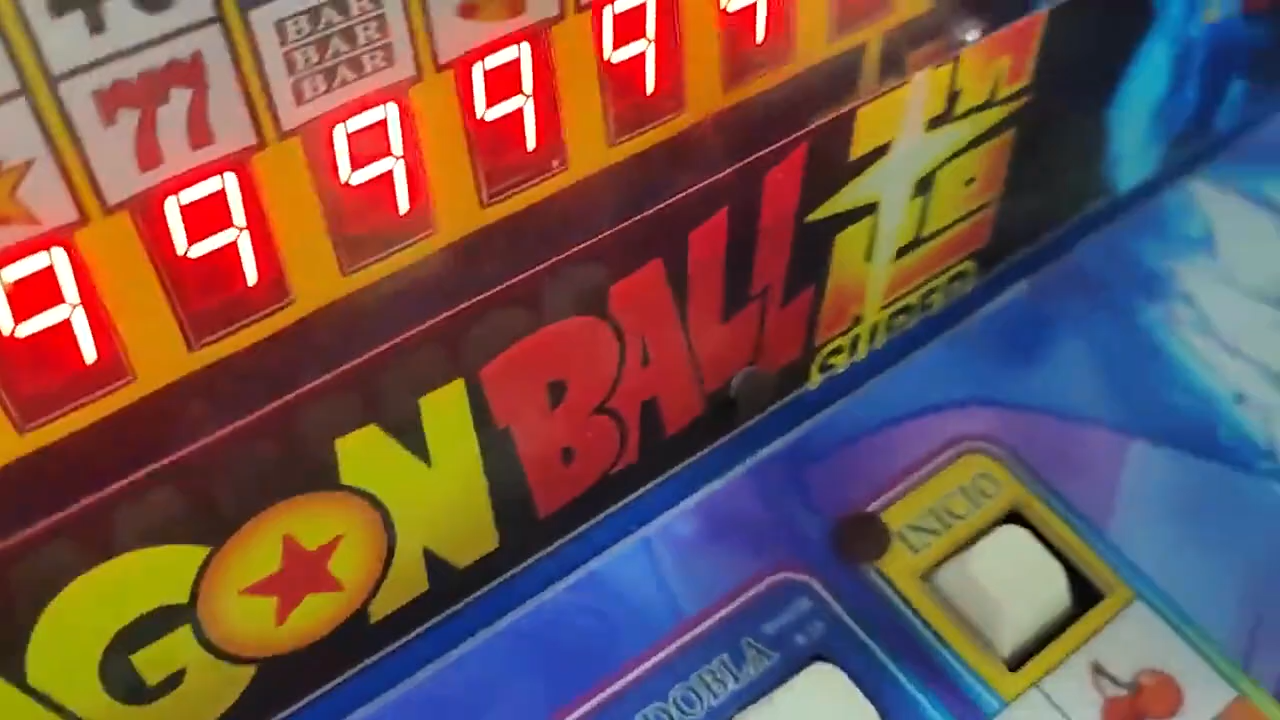 BAR
BAR
BAR
77
9 9 9 9 9 9
GON BALL
SUPER
INICIO
DOBLA